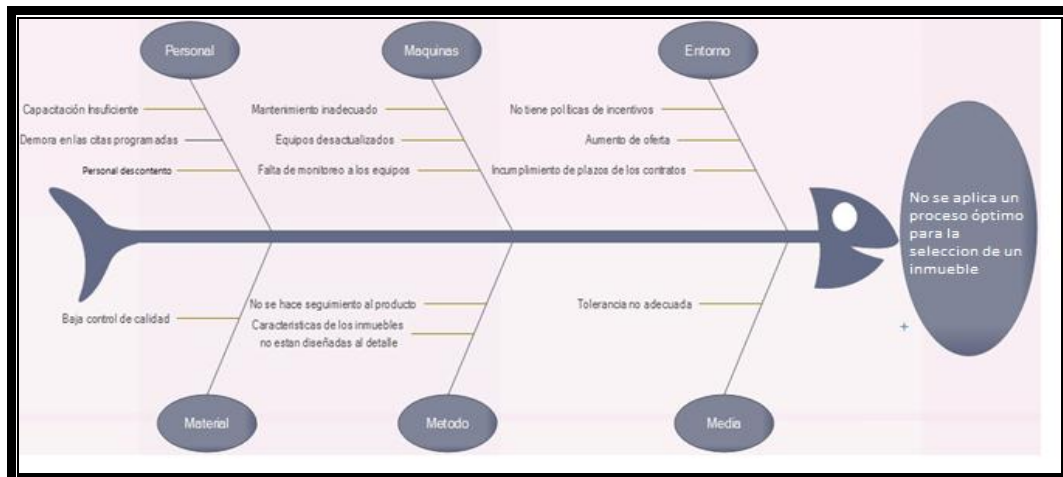 Personal
Maquinas
Entorno
Capacitación Insuficiente
Demora en las citas programadas
Personal descontento
Mantenimiento inadecuado
Equipos desactualizados
Falta de monitoreo a los equipos
No tiene políticas de incentivos
Aumento de oferta
Incumplimiento de plazos de los contratos
No se aplica un
proceso óptimo
para la
seleccion de un
inmueble
Baja control de calidad
No se hace seguimiento al producto
Caracteristicas de los inmuebles
no estan diseñadas al detalle
Tolerancia no adecuada
Material
Metodo
Media